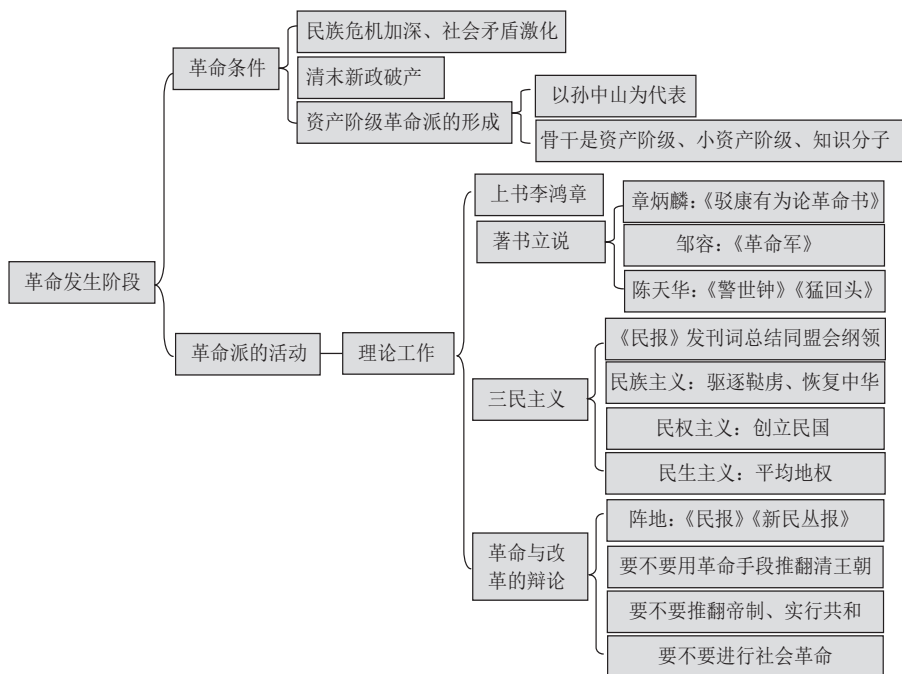 革命发生阶段
革命条件
民族危机加深、社会矛盾激化
清末新政破产
资产阶级革命派的形成
以孙中山为代表
骨干是资产阶级、小资产阶级、知识分子
革命派的活动
理论工作
上书李鸿章
著书立说
章炳麟：《驳康有为论革命书》
邹容：《革命军》
陈天华：《警世钟》《猛回头》
三民主义
《民报》发刊词总结同盟会纲领
民族主义：驱逐鞑虏、恢复中华
民权主义：创立民国
民生主义：平均地权
革命与改
革的辩论
阵地：《民报》《新民丛报》
要不要用革命手段推翻清王朝
要不要推翻帝制、实行共和
要不要进行社会革命